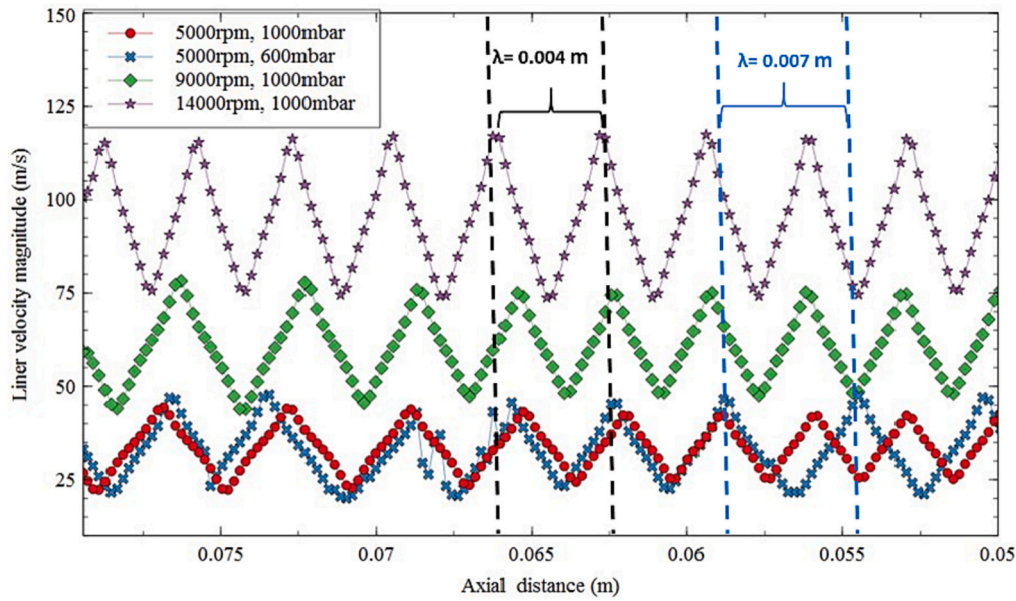 150
125
100
75
50
25
Liner velocity magnitude (m/s)
5000rpm, 1000mbar
5000rpm, 600mbar
9000rpm, 1000mbar
14000rpm, 1000mbar
λ= 0.004 m
λ= 0.007 m
0.075
0.07
0.065
0.06
0.055
0.05
Axial distance (m)